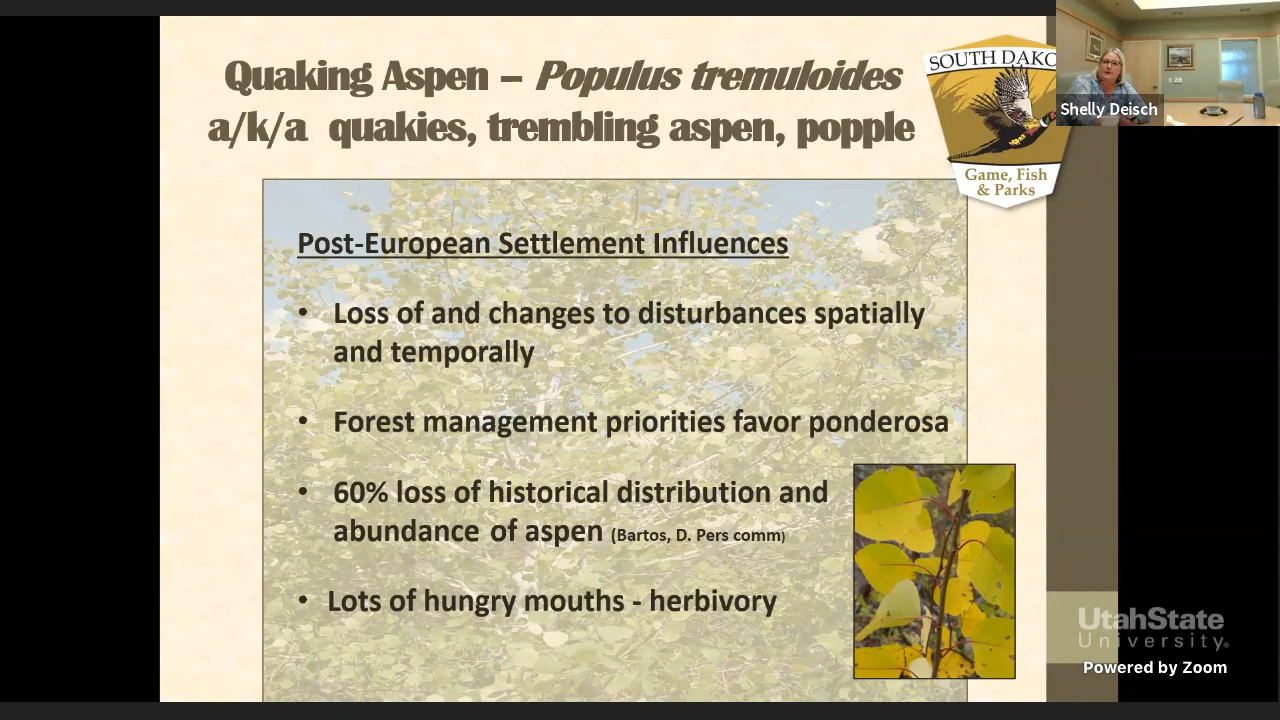 Quaking Aspen – Populus tremuloides
a/k/a quakies, trembling aspen, popple
SOUTH DAKO
Game, Fish
& Parks
Shelly Deisch
Post-European Settlement Influences
• Loss of and changes to disturbances spatially
and temporally
• Forest management priorities favor ponderosa
• 60% loss of historical distribution and
abundance of aspen (Bartos, D. Pers comm)
• Lots of hungry mouths - herbivory
UtahState
University®
Powered by Zoom